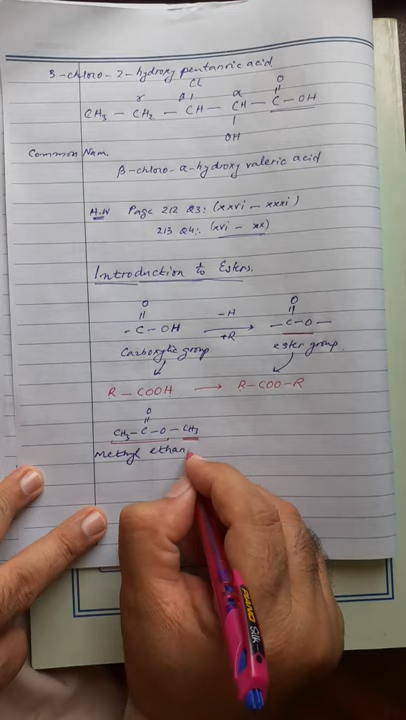 3-chloro-2-hydroxy pentanoic acid
Cl O
γ β | α ||
CH3 — CH2 — CH — CH — C — OH
|
OH
Common Nam.
β-chloro-α-hydroxy valeric acid
H.W Page 212 Q3: (xxvi — xxxi)
213 Q4: (xvi — xx)
Introduction to Esters.
O O
|| ||
-C-OH -H -C-O-
+R
Carboxylic group ester group.
R-COOH → R-COO-R
O
||
CH3-C-O-CH3
Methyl ethan
Silk